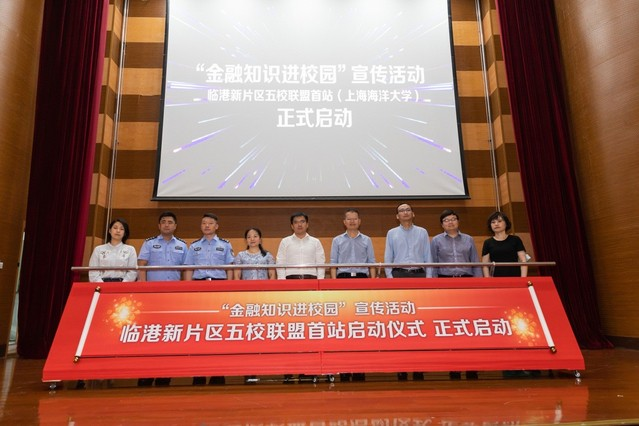 “金融知识进校园”宣传活动
临港新片区五校联盟首站（上海海洋大学）
正式启动
“金融知识进校园”宣传活动
临港新片区五校联盟首站启动仪式 正式启动